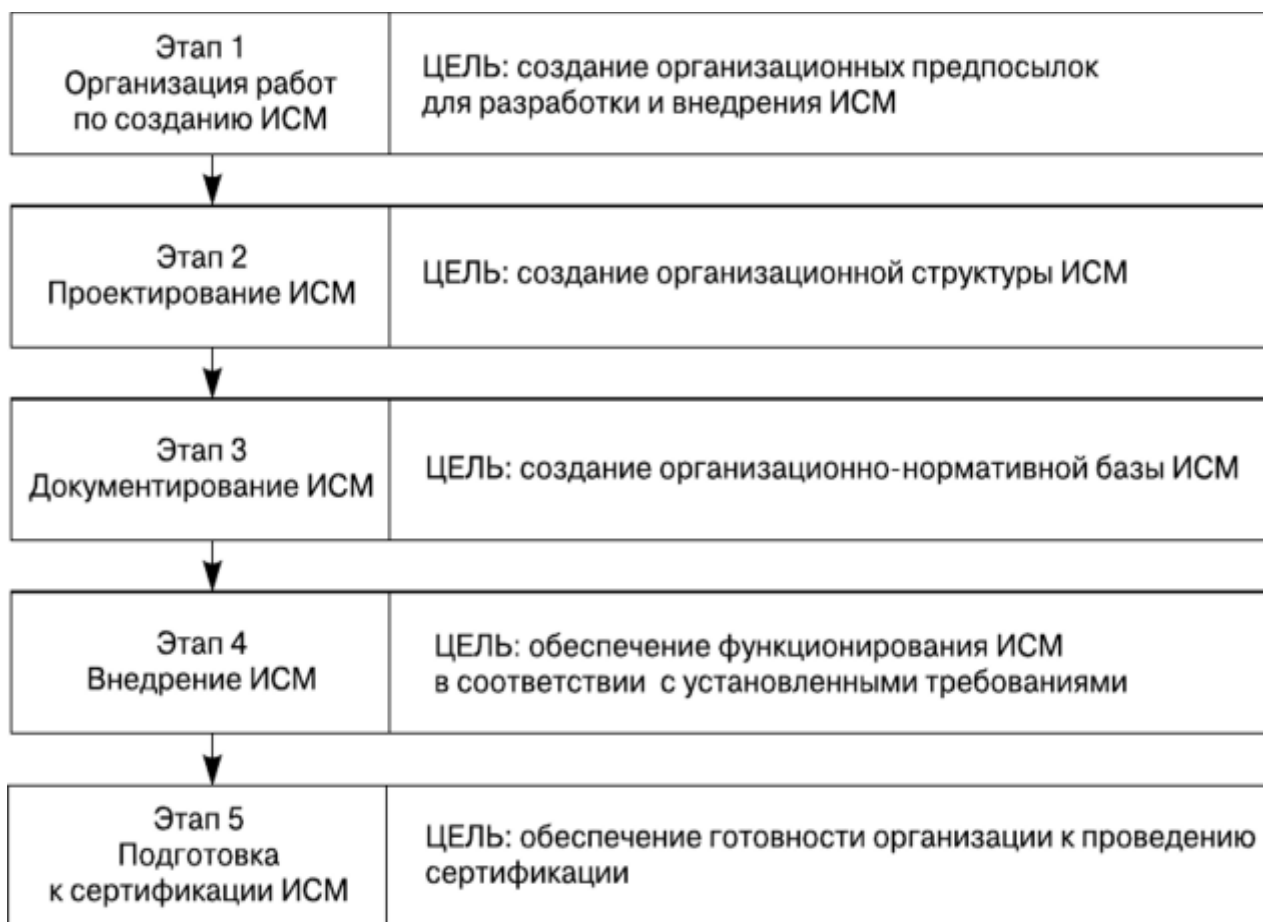 Этап 1
Организация работ
по созданию ИСМ
ЦЕЛЬ: создание организационных предпосылок
для разработки и внедрения ИСМ
Этап 2
Проектирование ИСМ
ЦЕЛЬ: создание организационной структуры ИСМ
Этап 3
Документирование ИСМ
ЦЕЛЬ: создание организационно-нормативной базы ИСМ
Этап 4
Внедрение ИСМ
ЦЕЛЬ: обеспечение функционирования ИСМ
в соответствии с установленными требованиями
Этап 5
Подготовка
к сертификации ИСМ
ЦЕЛЬ: обеспечение готовности организации к проведению
сертификации